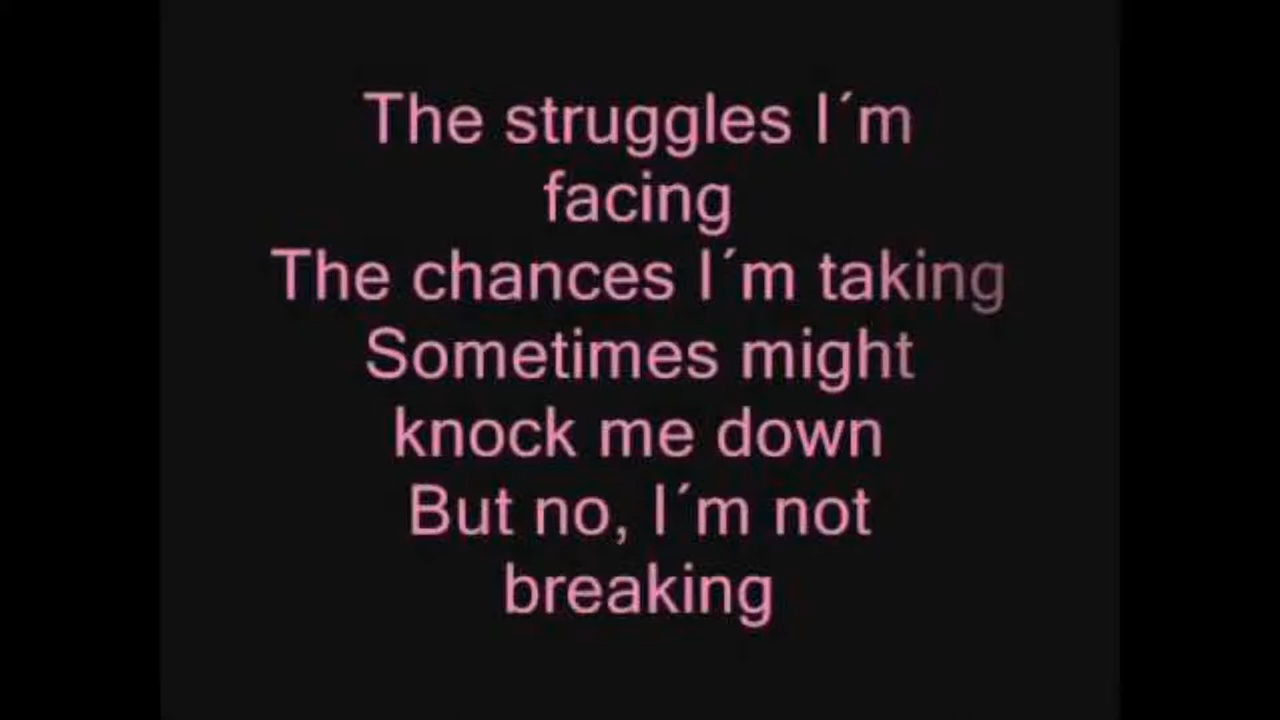 The struggles I´m
facing
The chances I´m taking
Sometimes might
knock me down
But no, I´m not
breaking